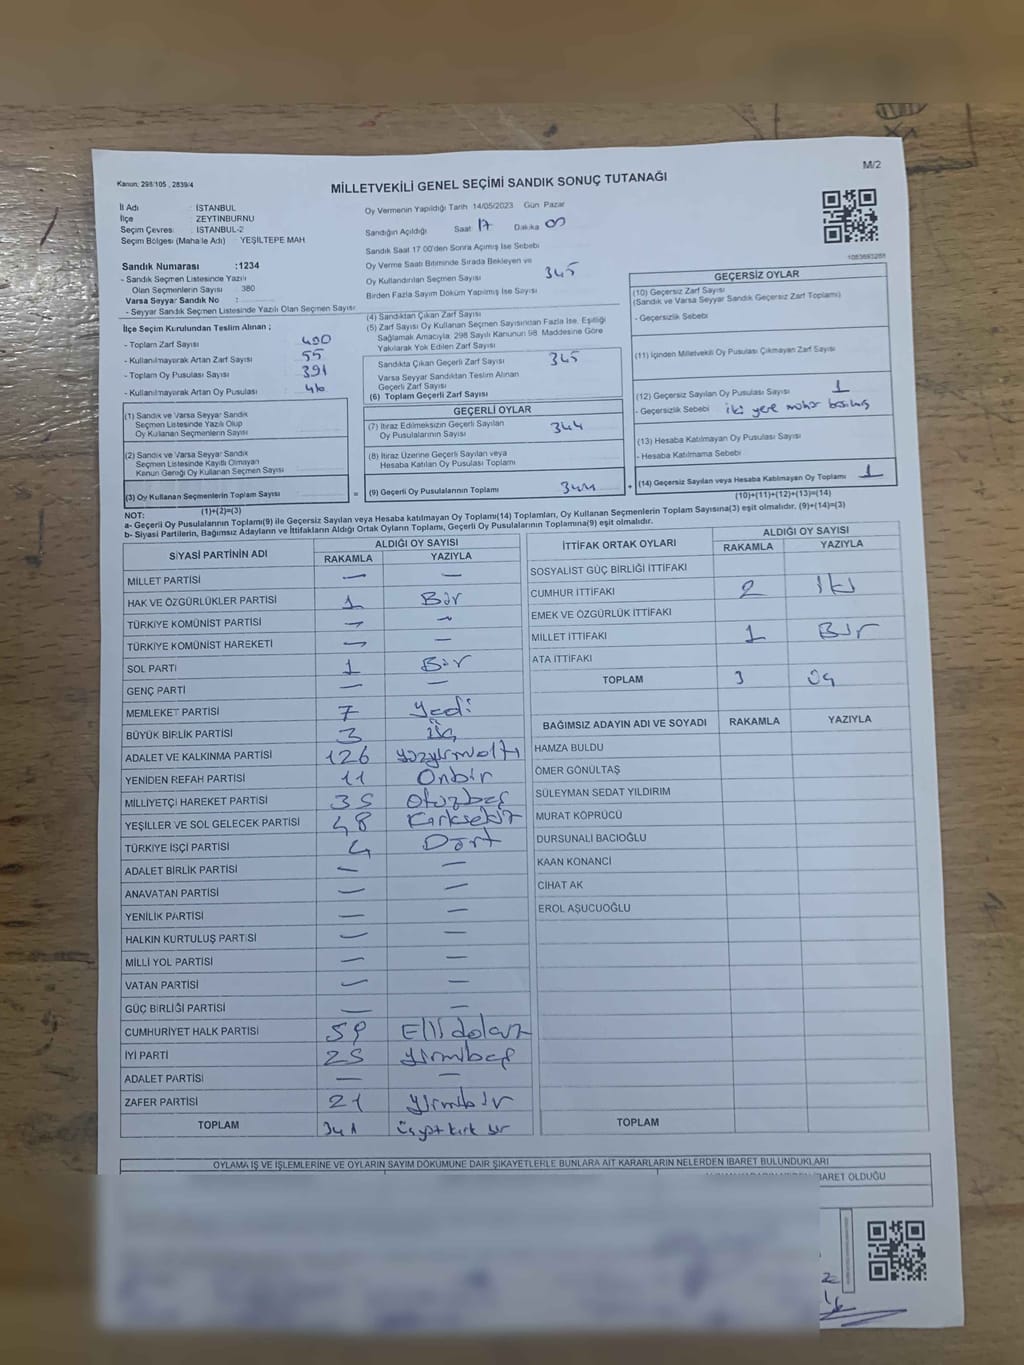 M/2
Kanun: 298/105 , 2839/4
MİLLETVEKİLİ GENEL SEÇİMİ SANDIK SONUÇ TUTANAĞI
İl Adı : İSTANBUL
İlçe : ZEYTİNBURNU
Seçim Çevresi : İSTANBUL-2
Seçim Bölgesi (Mahalle Adı) YEŞİLTEPE MAH
Sandık Numarası :1234
- Sandık Seçmen Listesinde Yazılı
Olan Seçmenlerin Sayısı : 380
Varsa Seyyar Sandık No :
- Seyyar Sandık Seçmen Listesinde Yazılı Olan Seçmen Sayısı:
İlçe Seçim Kurulundan Teslim Alınan ;
- Toplam Zarf Sayısı : 400
- Kullanılmayarak Artan Zarf Sayısı : 55
- Toplam Oy Pusulası Sayısı : 391
- Kullanılmayarak Artan Oy Pusulası : 46
Oy Vermenin Yapıldığı Tarih 14/05/2023 Gün Pazar
Sandığın Açıldığı Saat 17 Dakika 00
Sandık Saat 17:00'den Sonra Açımış İse Sebebi
Oy Verme Saati Bitiminde Sırada Bekleyen ve
Oy Kullandırılan Seçmen Sayısı 345
Birden Fazla Sayım Döküm Yapılmış İse Sayısı
(4) Sandıktan Çıkan Zarf Sayısı
(5) Zarf Sayısı Oy Kullanan Seçmen Sayısından Fazla İse, Eşitliği
Sağlamak Amacıyla, 298 Sayılı Kanunun 98. Maddesine Göre
Yakılarak Yok Edilen Zarf Sayısı
Sandıkta Çıkan Geçerli Zarf Sayısı 345
Varsa Seyyar Sandıktan Teslim Alınan
Geçerli Zarf Sayısı
(6) Toplam Geçerli Zarf Sayısı
1083693288
GEÇERSİZ OYLAR
(10) Geçersiz Zarf Sayısı
(Sandık ve Varsa Seyyar Sandık Geçersiz Zarf Toplamı)
- Geçersizlik Sebebi
(11) İçinden Milletvekili Oy Pusulası Çıkmayan Zarf Sayısı
(12) Geçersiz Sayılan Oy Pusulası Sayısı 1
- Geçersizlik Sebebi iki yere mühür basılmış
(13) Hesaba Katılmayan Oy Pusulası Sayısı
- Hesaba Katılmama Sebebi
(14) Geçersiz Sayılan veya Hesaba Katılmayan Oy Toplamı 1
(10)+(11)+(12)+(13)=(14)
(1) Sandık ve Varsa Seyyar Sandık
Seçmen Listesinde Yazılı Olup
Oy Kullanan Seçmenlerin Sayısı
(2) Sandık ve Varsa Seyyar Sandık
Seçmen Listesinde Kayıtlı Olmayan
Kanun Gereği Oy Kullanan Seçmen Sayısı
(3) Oy Kullanan Seçmenlerin Toplam Sayısı
(1)+(2)=(3)
=
GEÇERLİ OYLAR
(7) İtiraz Edilmeksizin Geçerli Sayılan
Oy Pusulalarının Sayısı 344
(8) İtiraz Üzerine Geçerli Sayılan veya
Hesaba Katılan Oy Pusulası Toplamı
(9) Geçerli Oy Pusulalarının Toplamı 344
+
NOT:
a- Geçerli Oy Pusulalarının Toplamı(9) ile Geçersiz Sayılan veya Hesaba katılmayan Oy Toplamı(14) Toplamları, Oy Kullanan Seçmenlerin Toplam Sayısına(3) eşit olmalıdır. (9)+(14)=(3)
b- Siyasi Partilerin, Bağımsız Adayların ve İttifakların Aldığı Ortak Oyların Toplamı, Geçerli Oy Pusulalarının Toplamına(9) eşit olmalıdır.
SİYASİ PARTİNİN ADI
ALDIĞI OY SAYISI
RAKAMLA YAZIYLA
MİLLET PARTİSİ — —
HAK VE ÖZGÜRLÜKLER PARTİSİ 1 Bir
TÜRKİYE KOMÜNİST PARTİSİ — —
TÜRKİYE KOMÜNİST HAREKETİ — —
SOL PARTİ 1 Bir
GENÇ PARTİ — —
MEMLEKET PARTİSİ 7 Yedi
BÜYÜK BİRLİK PARTİSİ 3 Üç
ADALET VE KALKINMA PARTİSİ 126 Yüzyirmialtı
YENİDEN REFAH PARTİSİ 11 Onbir
MİLLİYETÇİ HAREKET PARTİSİ 35 Otuzbeş
YEŞİLLER VE SOL GELECEK PARTİSİ 48 Kırksekiz
TÜRKİYE İŞÇİ PARTİSİ 4 Dört
ADALET BİRLİK PARTİSİ — —
ANAVATAN PARTİSİ — —
YENİLİK PARTİSİ — —
HALKIN KURTULUŞ PARTİSİ — —
MİLLİ YOL PARTİSİ — —
VATAN PARTİSİ — —
GÜÇ BİRLİĞİ PARTİSİ — —
CUMHURİYET HALK PARTİSİ 59 Ellidokuz
İYİ PARTİ 25 Yirmibeş
ADALET PARTİSİ — —
ZAFER PARTİSİ 21 Yirmibir
TOPLAM 341 Üçyüz kırk bir
İTTİFAK ORTAK OYLARI
ALDIĞI OY SAYISI
RAKAMLA YAZIYLA
SOSYALİST GÜÇ BİRLİĞİ İTTİFAKI
CUMHUR İTTİFAKI 2 İki
EMEK VE ÖZGÜRLÜK İTTİFAKI
MİLLET İTTİFAKI 1 Bir
ATA İTTİFAKI
TOPLAM 3 Üç
BAĞIMSIZ ADAYIN ADI VE SOYADI RAKAMLA YAZIYLA
HAMZA BULDU
ÖMER GÖNÜLTAŞ
SÜLEYMAN SEDAT YILDIRIM
MURAT KÖPRÜCÜ
DURSUNALİ BACIOĞLU
KAAN KONANCİ
CİHAT AK
EROL AŞUCUOĞLU
TOPLAM
OYLAMA İŞ VE İŞLEMLERİNE VE OYLARIN SAYIM DÖKÜMÜNE DAİR ŞİKAYETLERLE BUNLARA AİT KARARLARIN NELERDEN İBARET BULUNDUKLARI
İBARET OLDUĞU